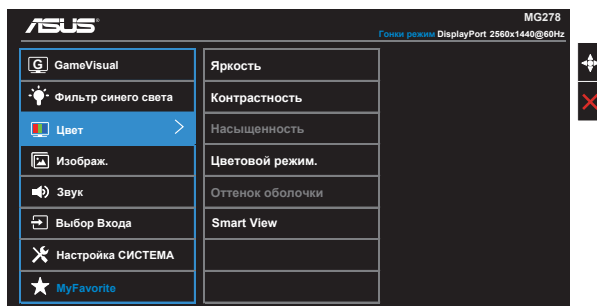 ASUS
MG278
Гонки режим DisplayPort 2560x1440@60Hz
G GameVisual
Фильтр синего света
Цвет
Изображ.
Звук
Выбор Входа
Настройка СИСТЕМА
MyFavorite
Яркость
Контрастность
Насыщенность
Цветовой режим.
Оттенок оболочки
Smart View